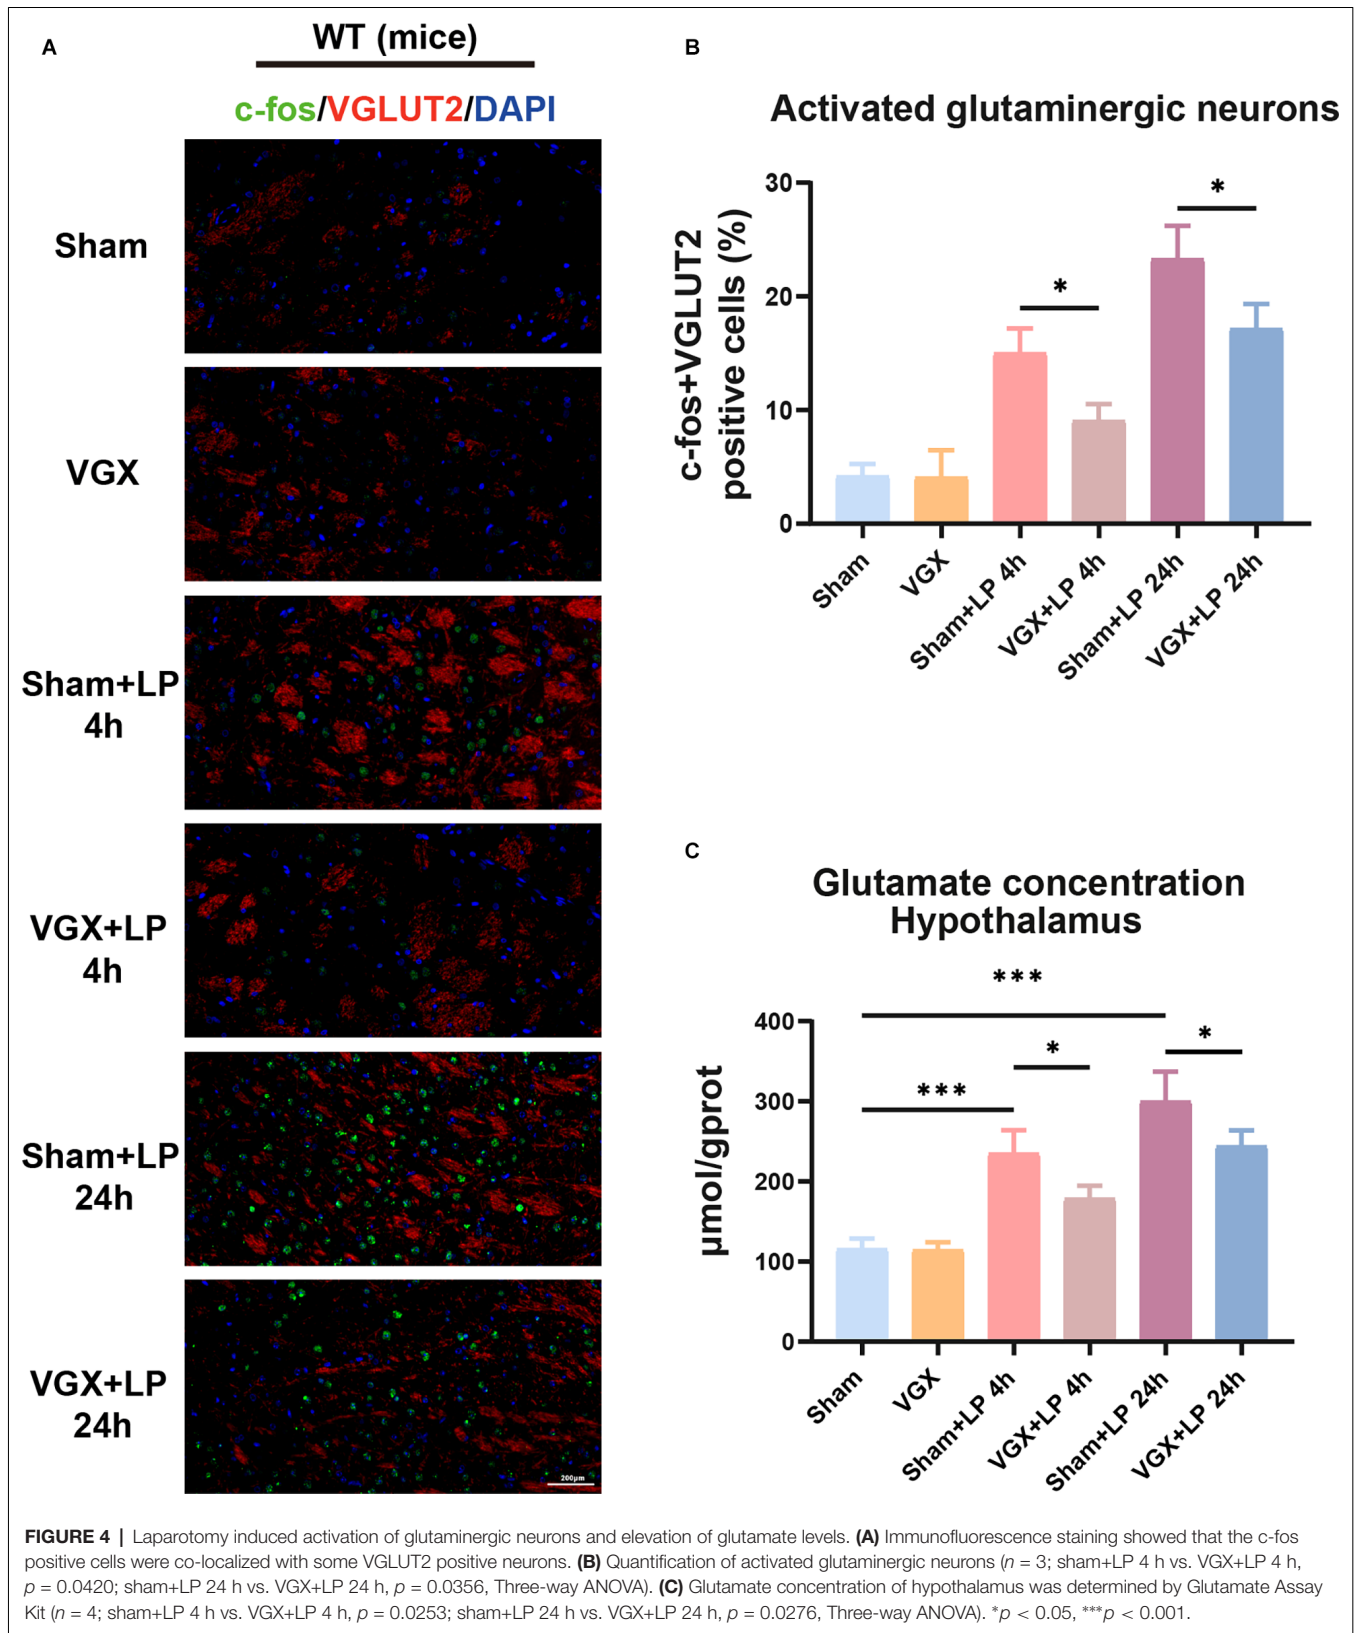 A
WT (mice)
c-fos/VGLUT2/DAPI
Sham
VGX
Sham+LP
4h
VGX+LP
4h
Sham+LP
24h
VGX+LP
24h
200μm
B
Activated glutaminergic neurons
c-fos+VGLUT2
positive cells (%)
30
20
10
0
*
*
Sham
VGX
Sham+LP 4h
VGX+LP 4h
Sham+LP 24h
VGX+LP 24h
C
Glutamate concentration
Hypothalamus
μmol/gprot
400
300
200
100
0
***
***
*
*
Sham
VGX
Sham+LP 4h
VGX+LP 4h
Sham+LP 24h
VGX+LP 24h
FIGURE 4 | Laparotomy induced activation of glutaminergic neurons and elevation of glutamate levels. (A) Immunofluorescence staining showed that the c-fos
positive cells were co-localized with some VGLUT2 positive neurons. (B) Quantification of activated glutaminergic neurons (n = 3; sham+LP 4 h vs. VGX+LP 4 h,
p = 0.0420; sham+LP 24 h vs. VGX+LP 24 h, p = 0.0356, Three-way ANOVA). (C) Glutamate concentration of hypothalamus was determined by Glutamate Assay
Kit (n = 4; sham+LP 4 h vs. VGX+LP 4 h, p = 0.0253; sham+LP 24 h vs. VGX+LP 24 h, p = 0.0276, Three-way ANOVA). *p < 0.05, ***p < 0.001.